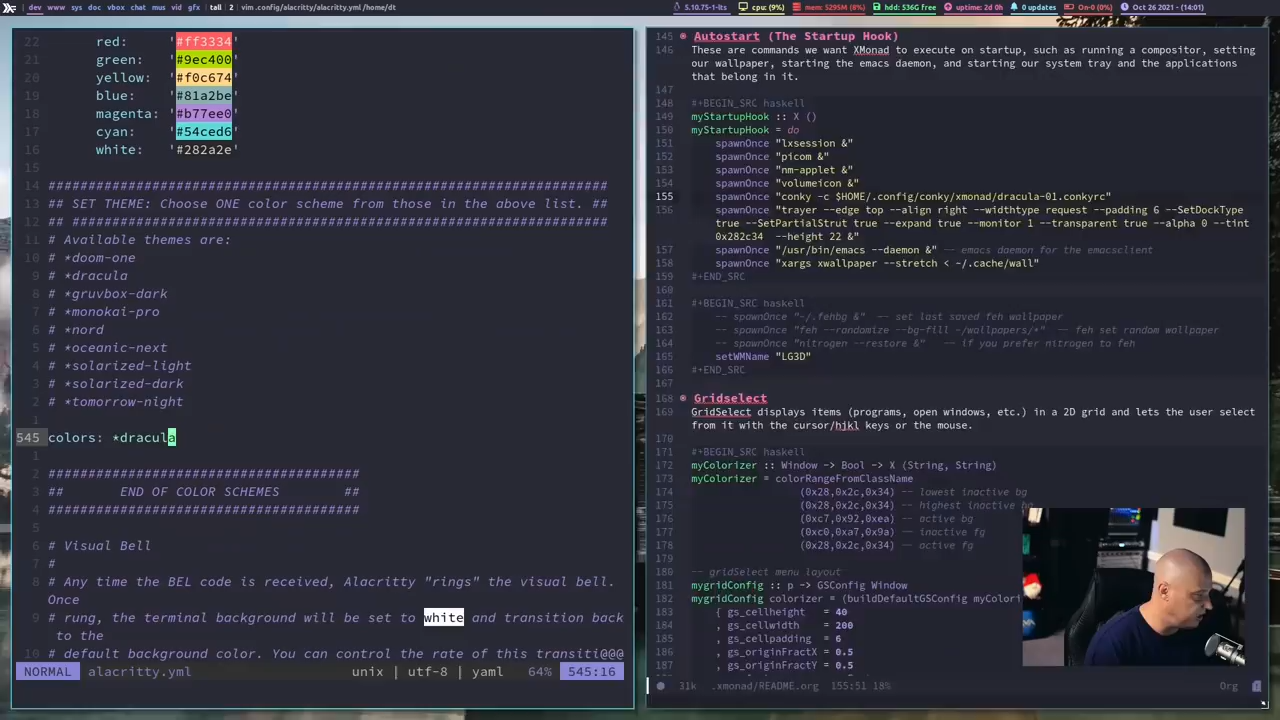 dev www sys doc vbox chat mus vid gfx | tall | 2 | vim .config/alacritty/alacritty.yml/home/dt
5.10.75-1-lts cpu: (9%) mem: 5295M (8%) hdd: 536G free uptime: 2d 0h 0 updates On-0 (0%) Oct 26 2021 - (14:01)
22 red: '#ff3334'
21 green: '#9ec400'
20 yellow: '#f0c674'
19 blue: '#81a2be'
18 magenta: '#b77ee0'
17 cyan: '#54ced6'
16 white: '#282a2e'
15
14 ######################################################################
13 ## SET THEME: Choose ONE color scheme from those in the above list. ##
12 ## ###################################################################
11 # Available themes are:
10 # *doom-one
9 # *dracula
8 # *gruvbox-dark
7 # *monokai-pro
6 # *nord
5 # *oceanic-next
4 # *solarized-light
3 # *solarized-dark
2 # *tomorrow-night
1
545 colors: *dracula
1
2 #######################################
3 ## END OF COLOR SCHEMES ##
4 #######################################
5
6 # Visual Bell
7 #
8 # Any time the BEL code is received, Alacritty "rings" the visual bell.
Once
9 # rung, the terminal background will be set to white and transition back
to the
10 # default background color. You can control the rate of this transiti@@@
NORMAL alacritty.yml unix | utf-8 | yaml 64% 545:16
145 Autostart (The Startup Hook)
146 These are commands we want XMonad to execute on startup, such as running a compositor, setting
our wallpaper, starting the emacs daemon, and starting our system tray and the applications
that belong in it.
147
148 #+BEGIN_SRC haskell
149 myStartupHook :: X ()
150 myStartupHook = do
151 spawnOnce "lxsession &"
152 spawnOnce "picom &"
153 spawnOnce "nm-applet &"
154 spawnOnce "volumeicon &"
155 spawnOnce "conky -c $HOME/.config/conky/xmonad/dracula-01.conkyrc"
156 spawnOnce "trayer --edge top --align right --widthtype request --padding 6 --SetDockType
true --SetPartialStrut true --expand true --monitor 1 --transparent true --alpha 0 --tint
0x282c34 --height 22 &"
157 spawnOnce "/usr/bin/emacs --daemon &" -- emacs daemon for the emacsclient
158 spawnOnce "xargs xwallpaper --stretch < ~/.cache/wall"
159 #+END_SRC
160
161 #+BEGIN_SRC haskell
162 -- spawnOnce "~/.fehbg &" -- set last saved feh wallpaper
163 -- spawnOnce "feh --randomize --bg-fill ~/wallpapers/*" -- feh set random wallpaper
164 -- spawnOnce "nitrogen --restore &" -- if you prefer nitrogen to feh
165 setWMName "LG3D"
166 #+END_SRC
167
168 Gridselect
169 GridSelect displays items (programs, open windows, etc.) in a 2D grid and lets the user select
from it with the cursor/hjkl keys or the mouse.
170
171 #+BEGIN_SRC haskell
172 myColorizer :: Window -> Bool -> X (String, String)
173 myColorizer = colorRangeFromClassName
174 (0x28,0x2c,0x34) -- lowest inactive bg
175 (0x28,0x2c,0x34) -- highest inactive bg
176 (0xc7,0x92,0xea) -- active bg
177 (0xc0,0xa7,0x9a) -- inactive fg
178 (0x28,0x2c,0x34) -- active fg
180 -- gridSelect menu layout
181 mygridConfig :: p -> GSConfig Window
182 mygridConfig colorizer = (buildDefaultGSConfig myColori
183 { gs_cellheight = 40
184 , gs_cellwidth = 200
185 , gs_cellpadding = 6
186 , gs_originFractX = 0.5
187 , gs_originFractY = 0.5
31k .xmonad/README.org 155:51 18% Org